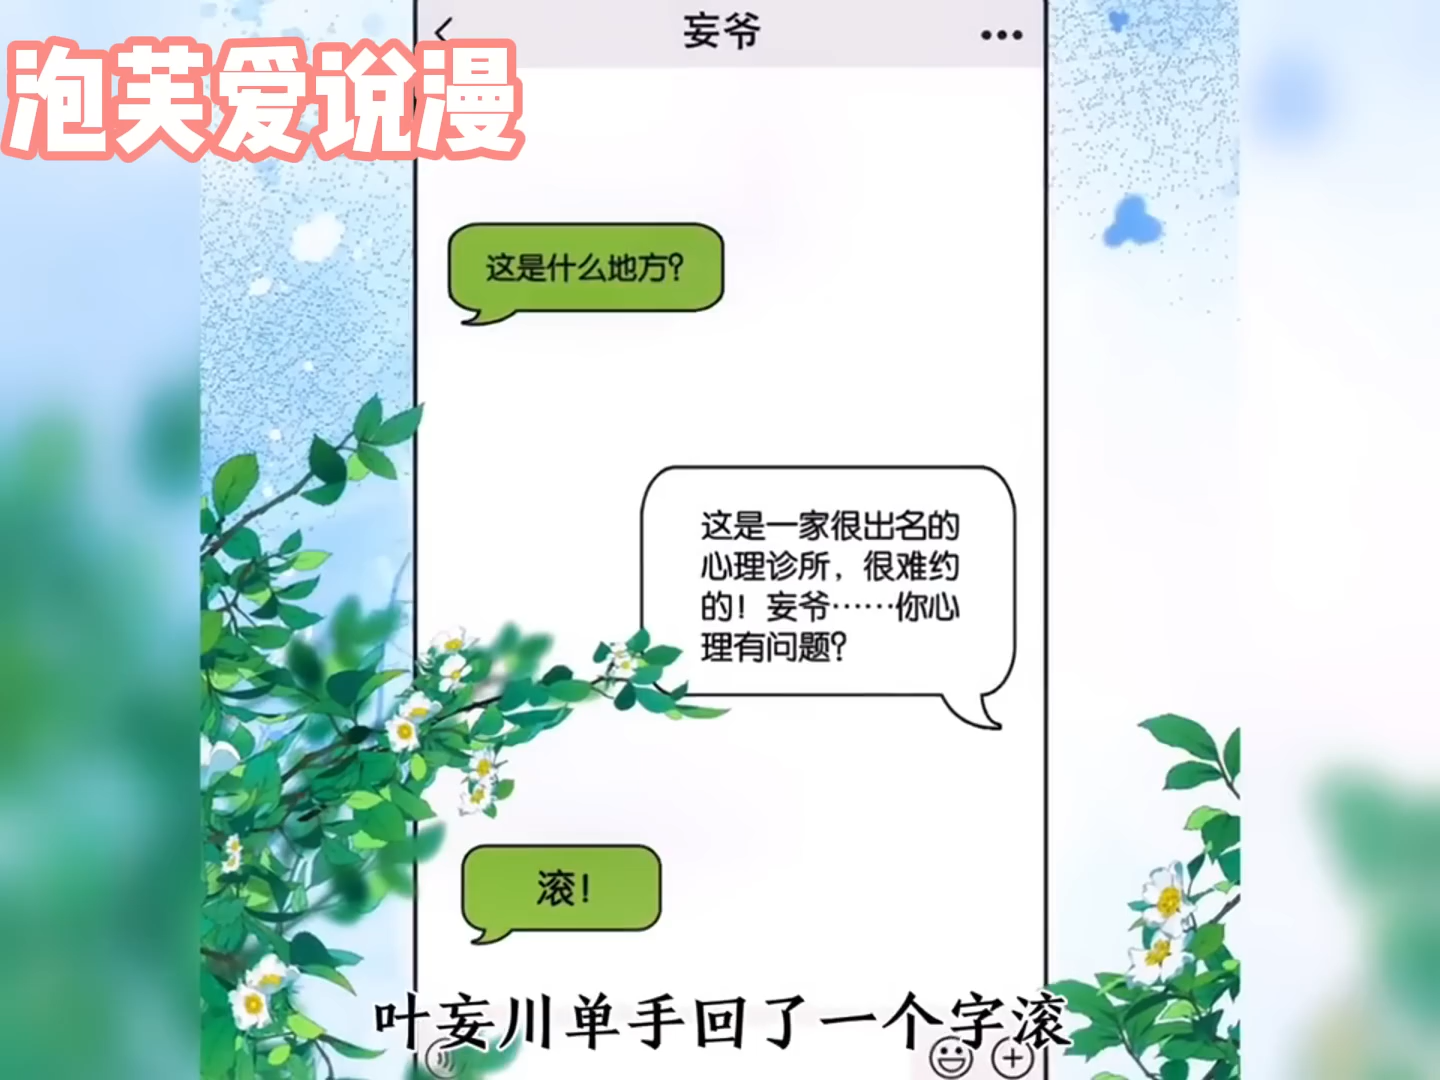 妄爷
泡芙爱说漫
这是什么地方？
这是一家很出名的
心理诊所，很难约
的！妄爷……你心
理有问题？
滚！
叶妄川单手回了一个字滚